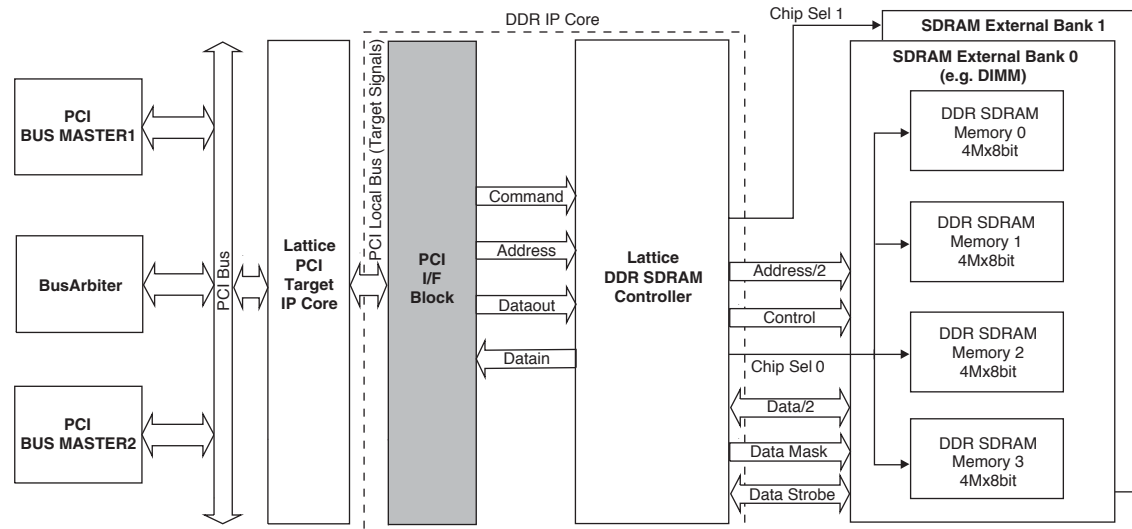 DDR IP Core
Chip Sel 1
SDRAM External Bank 1
SDRAM External Bank 0
(e.g. DIMM)
PCI
BUS MASTER1
BusArbiter
PCI
BUS MASTER2
PCI Bus
Lattice
PCI
Target
IP Core
PCI Local Bus (Target Signals)
PCI
I/F
Block
Command
Address
Dataout
Datain
Lattice
DDR SDRAM
Controller
Address/2
Control
Chip Sel 0
Data/2
Data Mask
Data Strobe
DDR SDRAM
Memory 0
4Mx8bit
DDR SDRAM
Memory 1
4Mx8bit
DDR SDRAM
Memory 2
4Mx8bit
DDR SDRAM
Memory 3
4Mx8bit